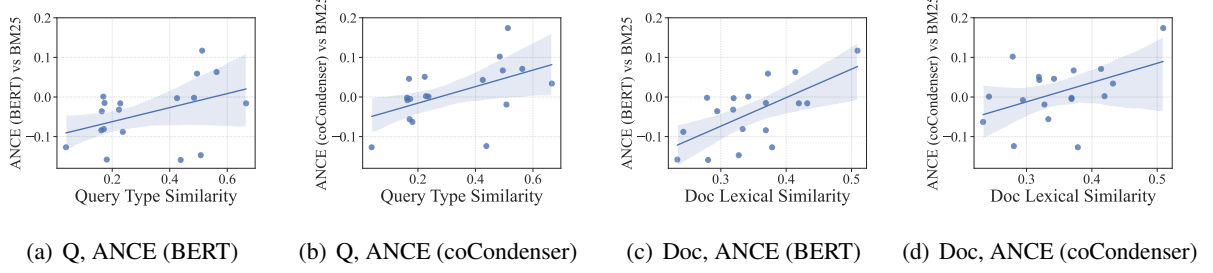 ANCE (BERT) vs BM25
0.2
0.1
0.0
−0.1
0.2 0.4 0.6
Query Type Similarity
(a) Q, ANCE (BERT)
ANCE (coCondenser) vs BM25
0.2
0.1
0.0
−0.1
0.2 0.4 0.6
Query Type Similarity
(b) Q, ANCE (coCondenser)
ANCE (BERT) vs BM25
0.2
0.1
0.0
−0.1
0.3 0.4 0.5
Doc Lexical Similarity
(c) Doc, ANCE (BERT)
ANCE (coCondenser) vs BM25
0.2
0.1
0.0
−0.1
0.3 0.4 0.5
Doc Lexical Similarity
(d) Doc, ANCE (coCondenser)